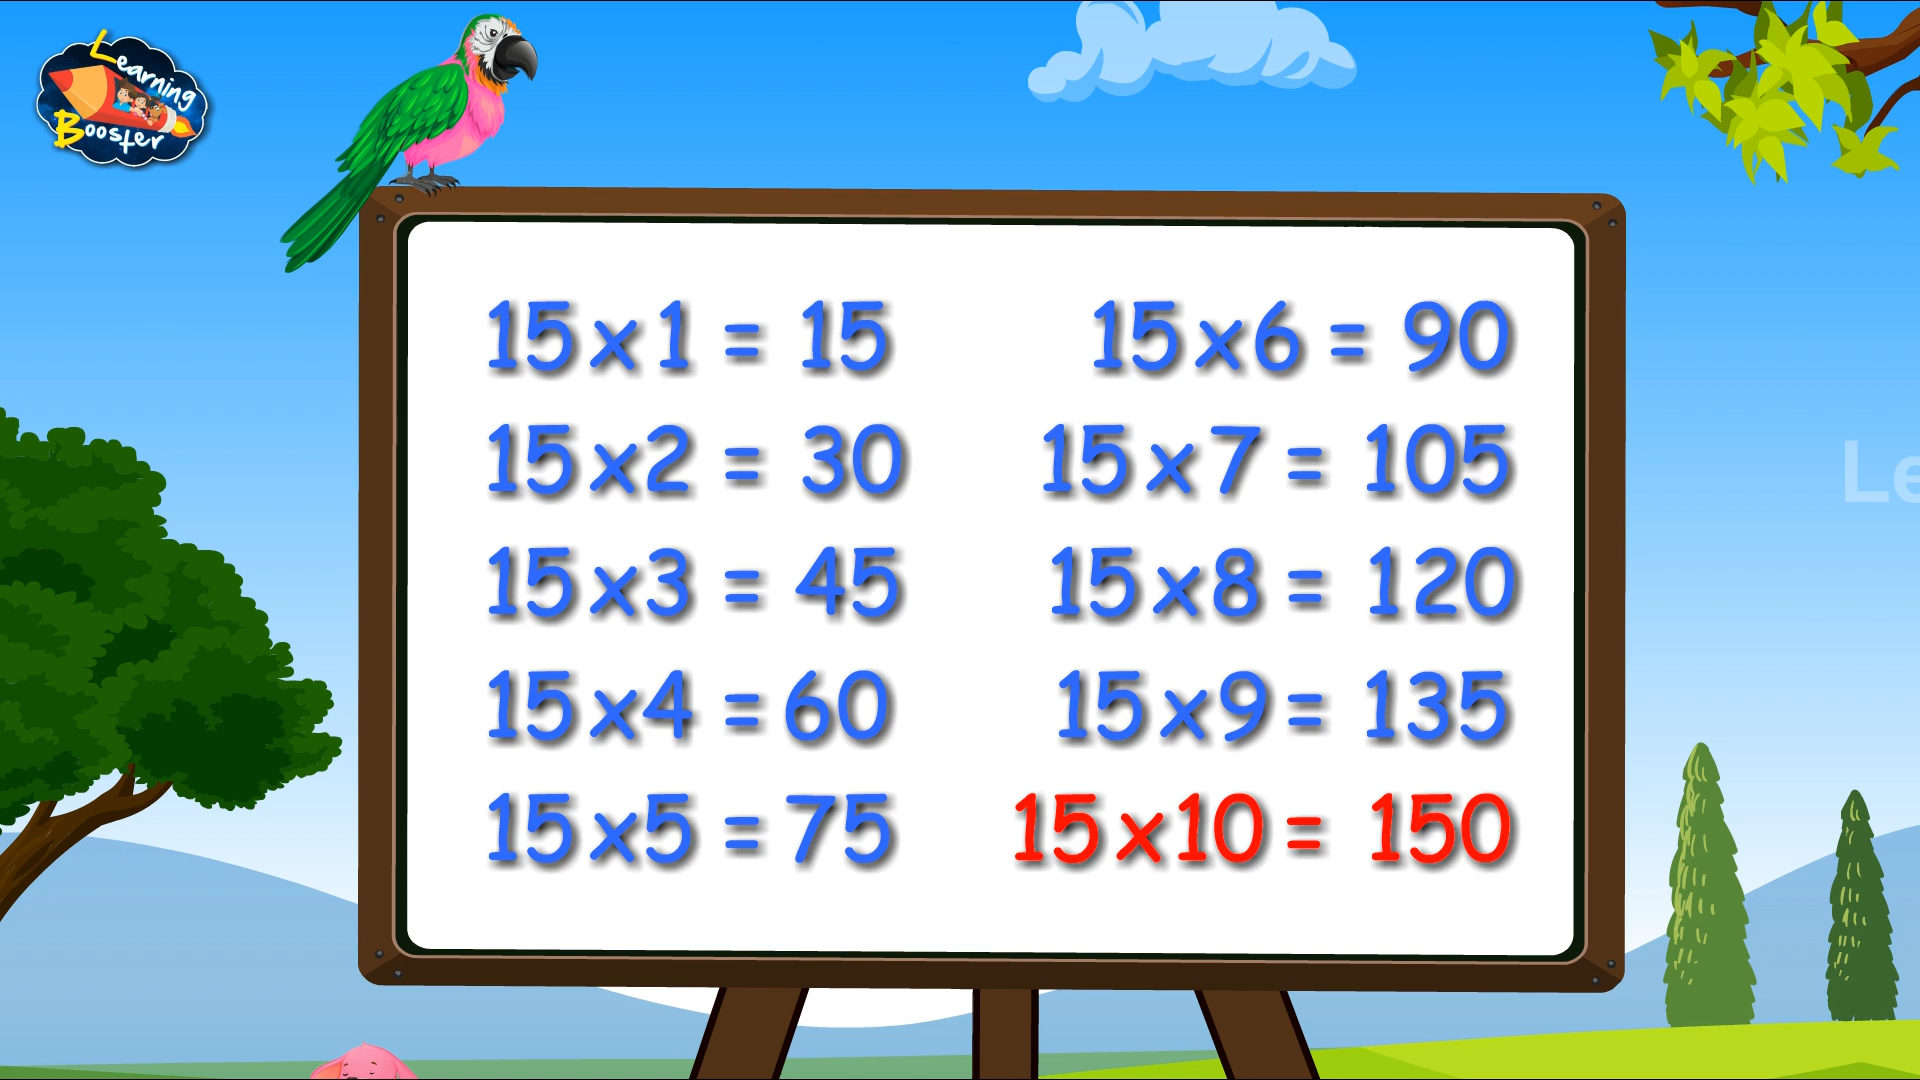 Learning
Booster
15x1 = 15
15x2 = 30
15x3 = 45
15x4 = 60
15x5 = 75
15x6 = 90
15x7 = 105
15x8 = 120
15x9 = 135
15x10 = 150
Le